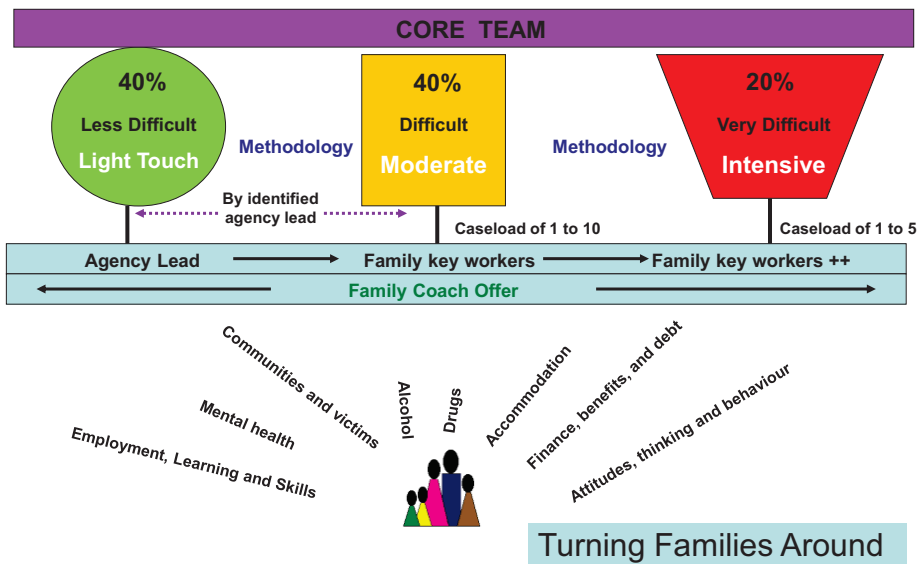 CORE TEAM
40%
Less Difficult
Light Touch
Methodology
40%
Difficult
Moderate
Methodology
20%
Very Difficult
Intensive
By identified
agency lead
Caseload of 1 to 10
Caseload of 1 to 5
Agency Lead
Family key workers
Family key workers ++
Family Coach Offer
Employment, Learning and Skills
Mental health
Communities and victims
Alcohol
Drugs
Accommodation
Finance, benefits, and debt
Attitudes, thinking and behaviour
Turning Families Around